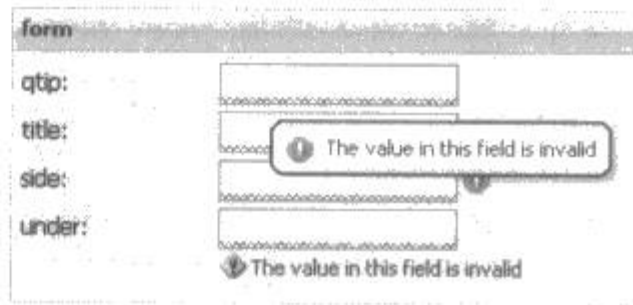 form
qtip:
title:
The value in this field is invalid
side:
under:
The value in this field is invalid